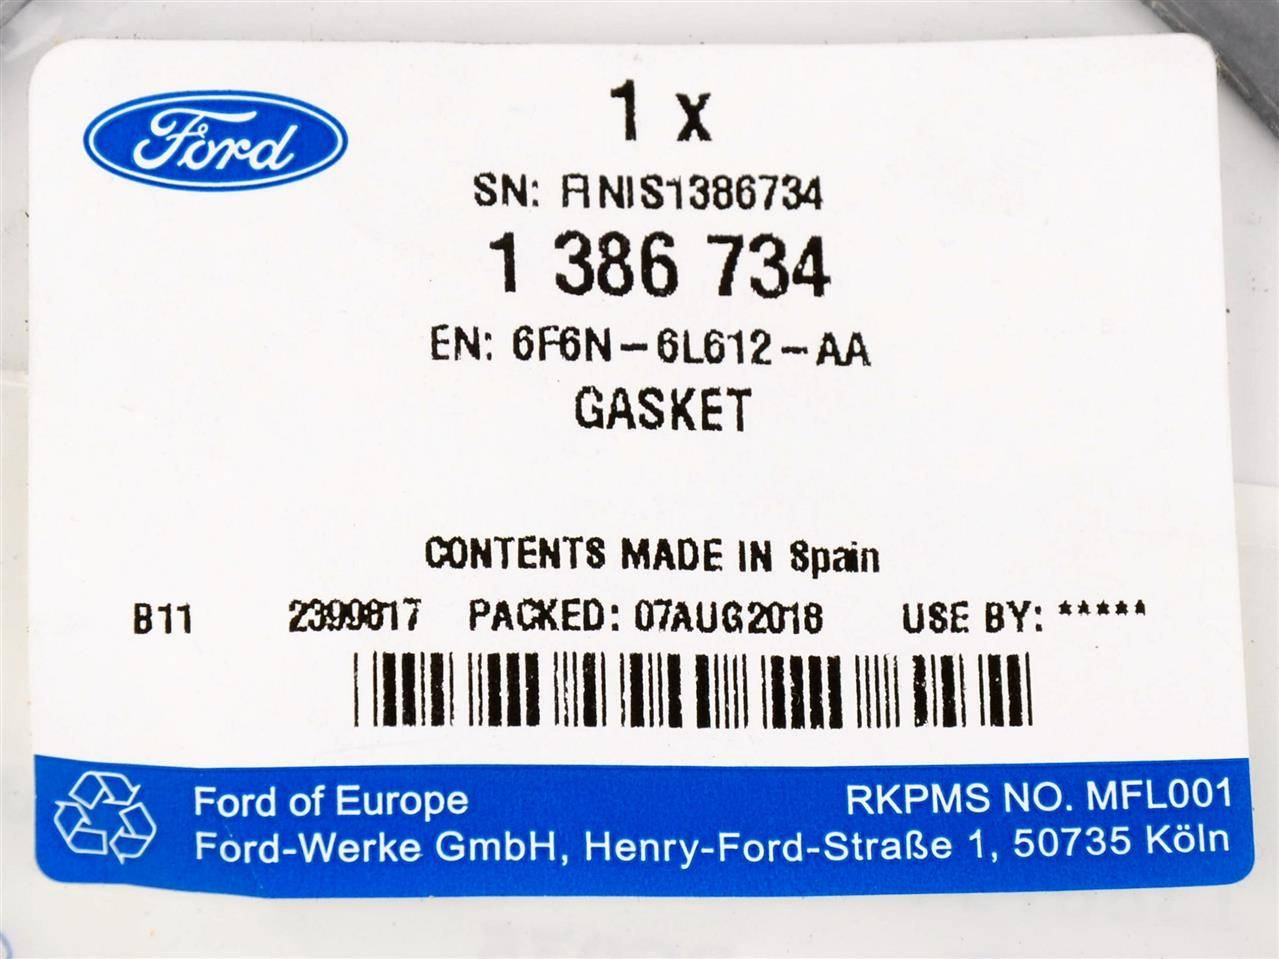 Ford
1 x
SN: FINIS1386734
1 386 734
EN: 6F6N-6L612-AA
GASKET
CONTENTS MADE IN Spain
B11 2399817 PACKED: 07AUG2018 USE BY: *****
Ford of Europe RKPMS NO. MFL001
Ford-Werke GmbH, Henry-Ford-Straße 1, 50735 Köln